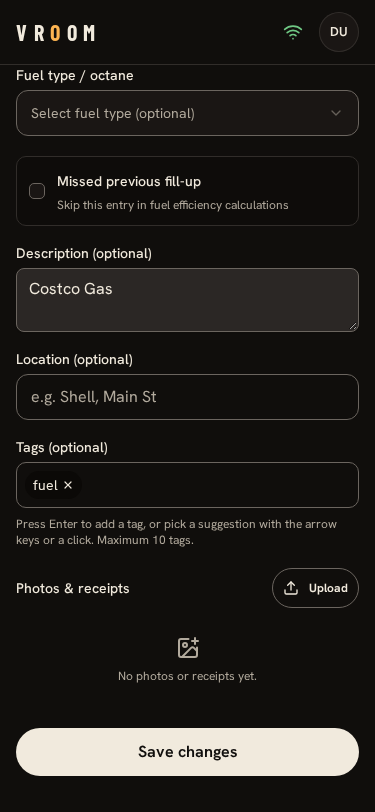 VROOM
DU
Fuel type / octane
Select fuel type (optional)
Missed previous fill-up
Skip this entry in fuel efficiency calculations
Description (optional)
Costco Gas
Location (optional)
e.g. Shell, Main St
Tags (optional)
fuel ×
Press Enter to add a tag, or pick a suggestion with the arrow
keys or a click. Maximum 10 tags.
Photos & receipts
Upload
No photos or receipts yet.
Save changes